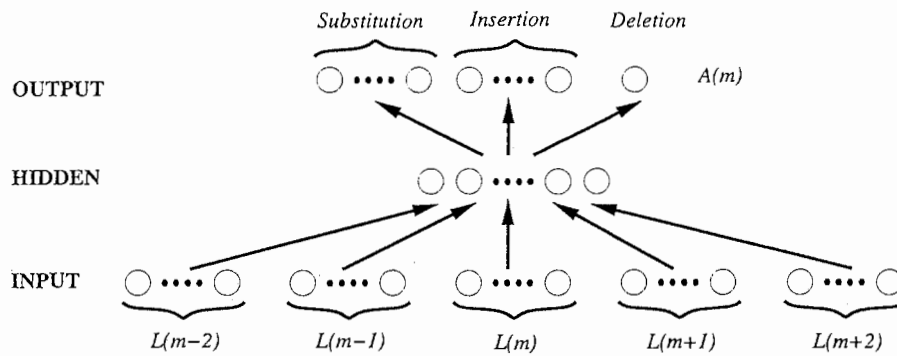 Substitution Insertion Deletion
OUTPUT A(m)
HIDDEN
INPUT
L(m−2) L(m−1) L(m) L(m+1) L(m+2)